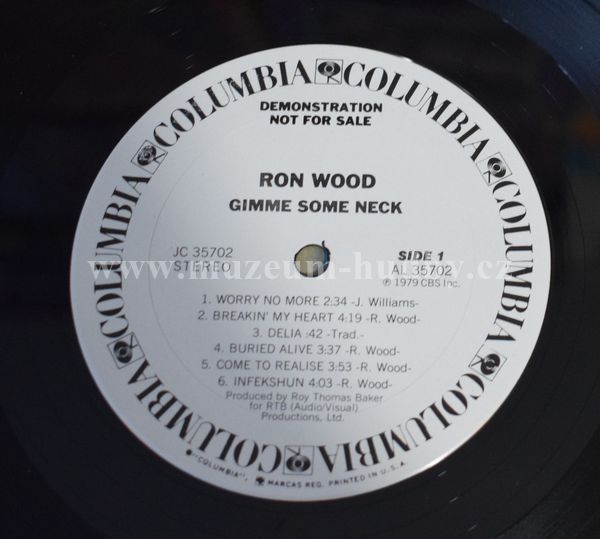 COLUMBIA COLUMBIA COLUMBIA COLUMBIA COLUMBIA COLUMBIA COLUMBIA COLUMBIA
DEMONSTRATION
NOT FOR SALE
RON WOOD
GIMME SOME NECK
JC 35702
STEREO
SIDE 1
AL 35702
℗ 1979 CBS Inc.
1. WORRY NO MORE 2:34 -J. Williams-
2. BREAKIN' MY HEART 4:19 -R. Wood-
3. DELIA :42 -Trad.-
4. BURIED ALIVE 3:37 -R. Wood-
5. COME TO REALISE 3:53 -R. Wood-
6. INFEKSHUN 4:03 -R. Wood-
Produced by Roy Thomas Baker
for RTB (Audio/Visual)
Productions, Ltd.
"COLUMBIA", MARCAS REG. PRINTED IN U.S.A.
www.muzeum-hudby.cz